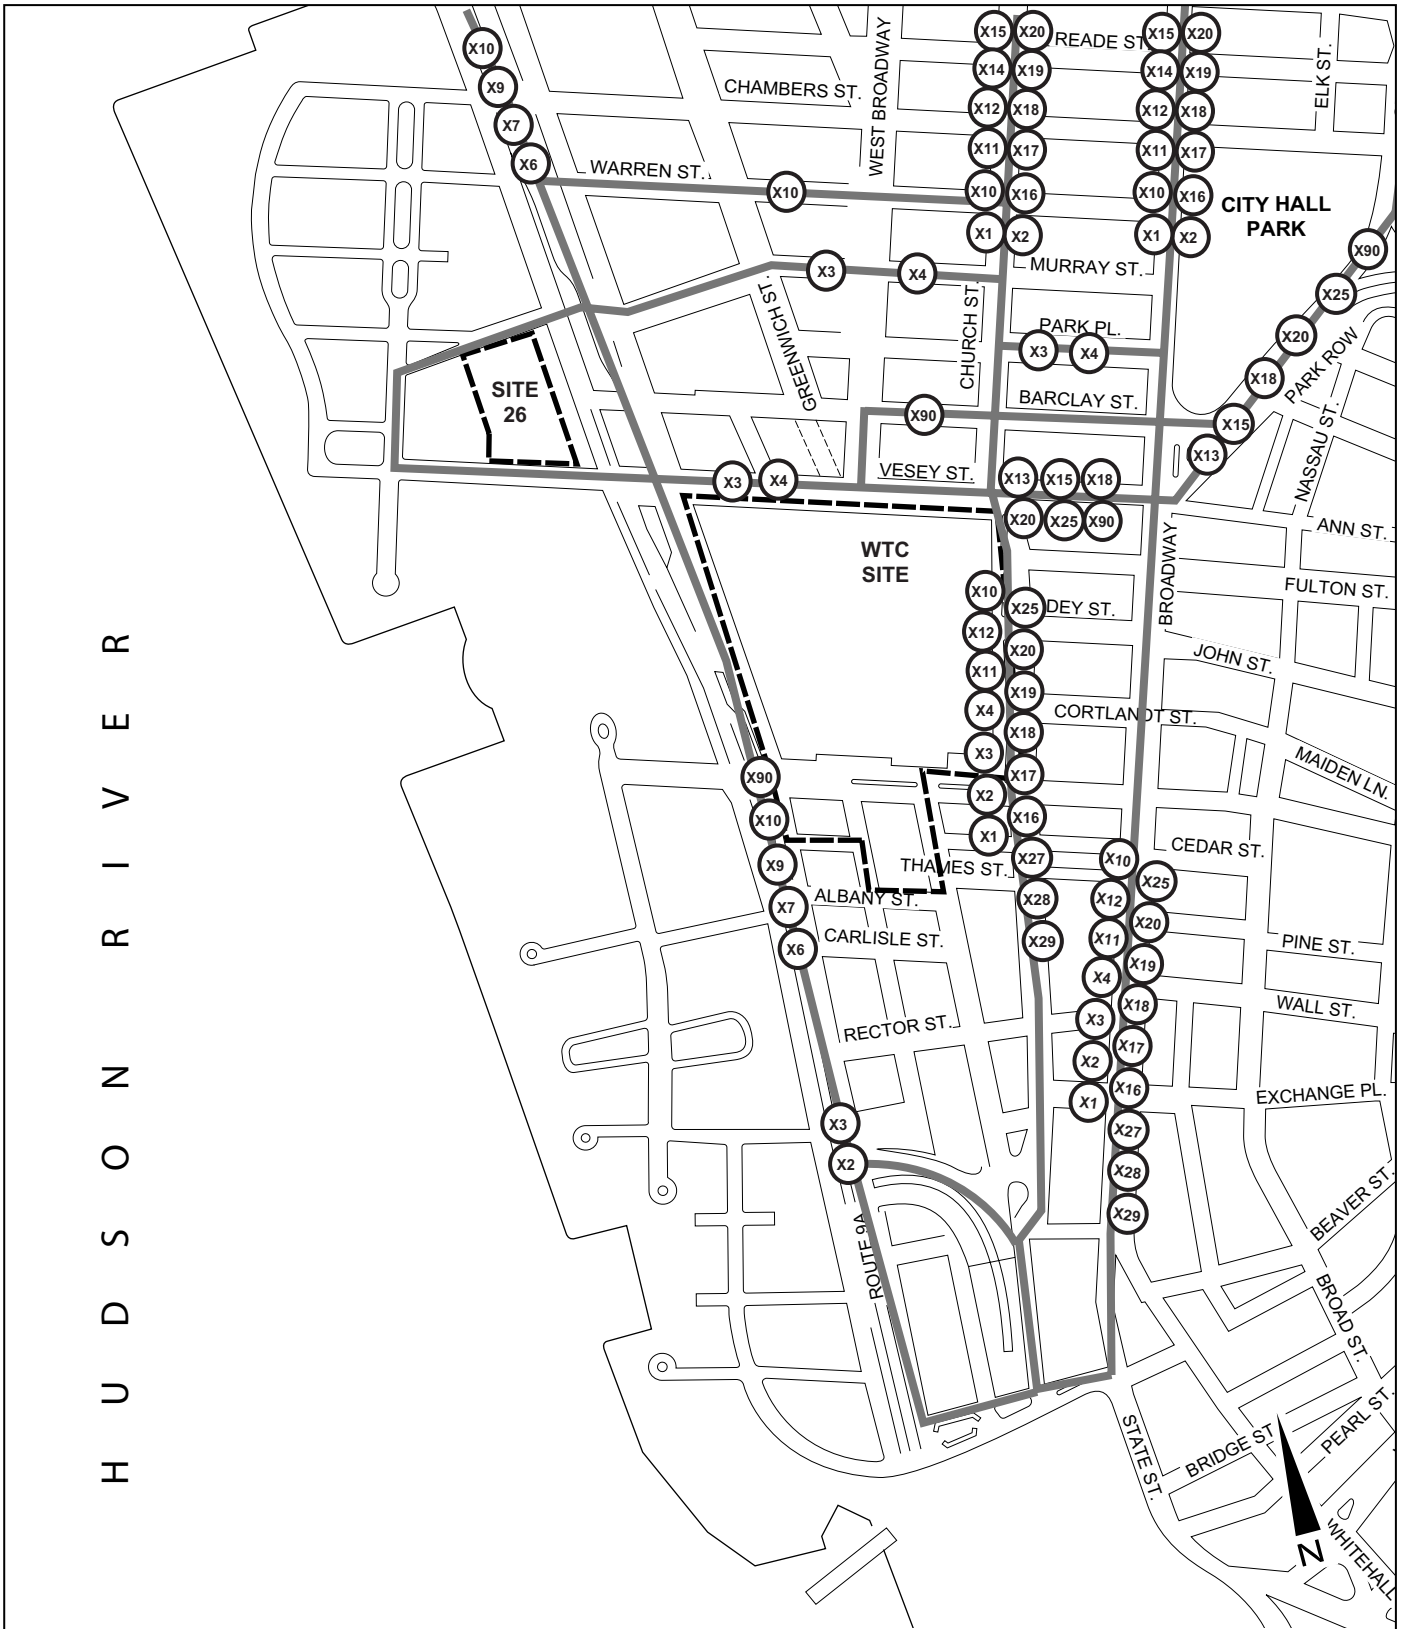 X10
X9
X7
X6
X15
X20
X14
X19
X12
X18
X11
X17
X10
X16
X1
X2
READE ST.
X15
X20
X14
X19
X12
X18
X11
X17
X10
X16
X1
X2
ELK ST.
CHAMBERS ST.
WEST BROADWAY
WARREN ST.
X10
CITY HALL
PARK
MURRAY ST.
X3
X4
X90
X25
X20
X18
X15
X13
PARK ROW
GREENWICH ST.
CHURCH ST.
PARK PL.
X3
X4
BARCLAY ST.
X90
SITE
26
NASSAU ST.
VESEY ST.
X3
X4
X13
X15
X18
X20
X25
X90
ANN ST.
WTC
SITE
BROADWAY
FULTON ST.
X10
X12
X11
X4
X3
X2
X1
X25
X20
X19
X18
X17
X16
X27
X28
X29
DEY ST.
JOHN ST.
CORTLANDT ST.
MAIDEN LN.
HUDSON RIVER
X90
X10
X9
X7
X6
CEDAR ST.
THAMES ST.
ALBANY ST.
CARLISLE ST.
X10
X12
X11
X4
X3
X2
X1
X25
X20
X19
X18
X17
X16
X27
X28
X29
PINE ST.
WALL ST.
RECTOR ST.
EXCHANGE PL.
X3
X2
ROUTE 9A
BEAVER ST.
BROAD ST.
PEARL ST.
BRIDGE ST
STATE ST.
WHITEHALL
N